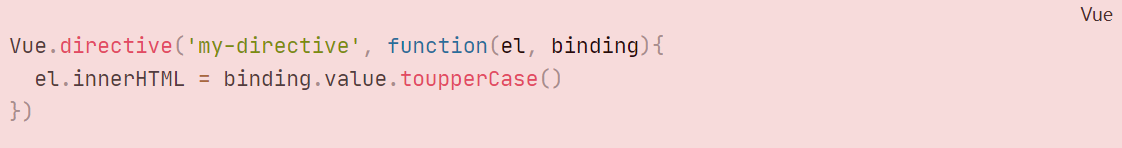 Vue
Vue.directive('my-directive', function(el, binding){
  el.innerHTML = binding.value.toupperCase()
})